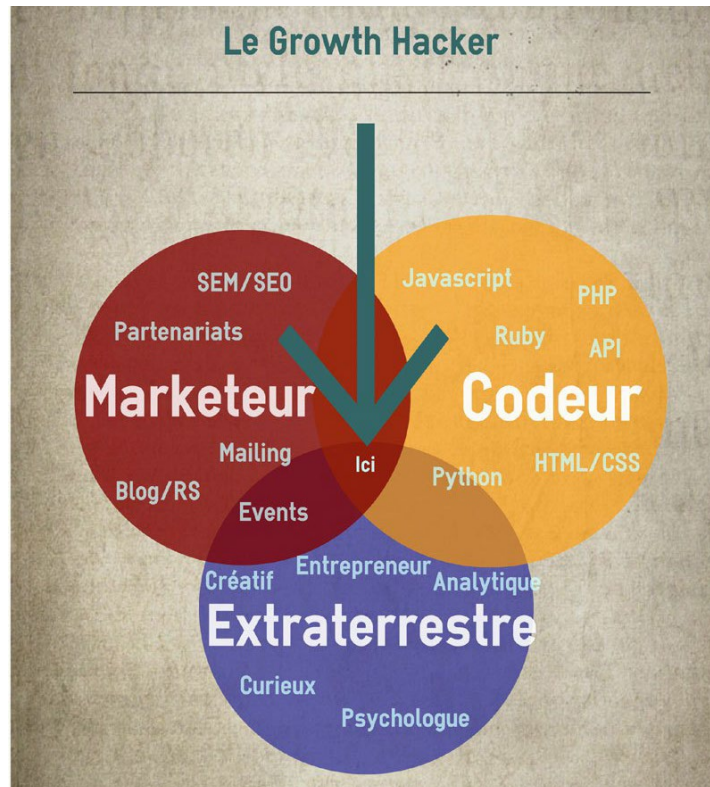 Le Growth Hacker
SEM/SEO
Partenariats
Marketeur
Mailing
Blog/RS
Events
Javascript
PHP
Ruby
API
Codeur
HTML/CSS
Python
Ici
Entrepreneur
Créatif
Analytique
Extraterrestre
Curieux
Psychologue